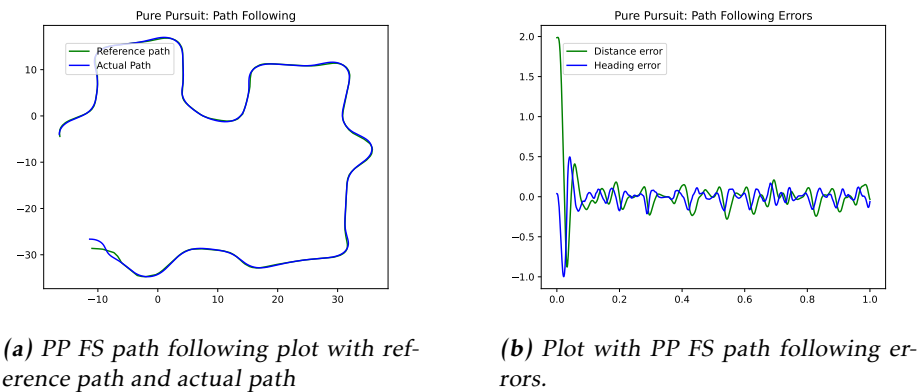 Pure Pursuit: Path Following
Reference path
Actual Path
10
0
−10
−20
−30
−10
0
10
20
30
(a) PP FS path following plot with ref-
erence path and actual path
Pure Pursuit: Path Following Errors
Distance error
Heading error
2.0
1.5
1.0
0.5
0.0
−0.5
−1.0
0.0
0.2
0.4
0.6
0.8
1.0
(b) Plot with PP FS path following er-
rors.